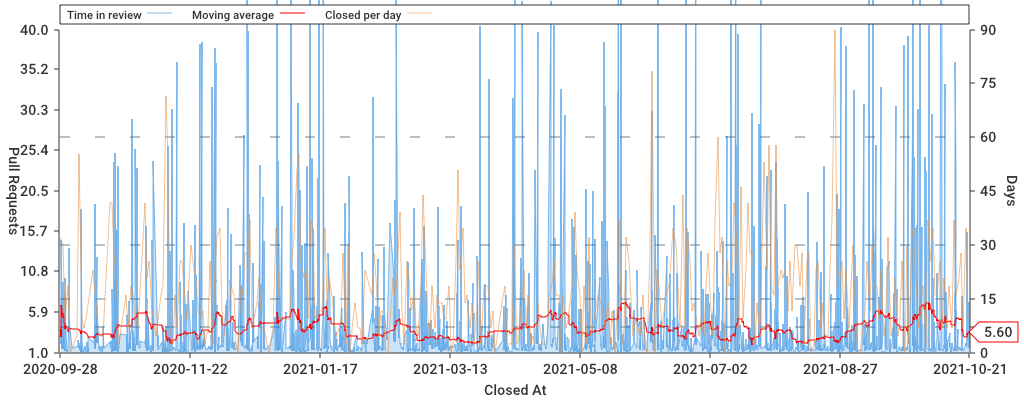 Time in review Moving average Closed per day
40.0 90
35.2 75
30.3
60
25.4
20.5 45
15.7
30
10.8
15
5.9
5.60
1.0 0
Pull Requests
Days
2020-09-28 2020-11-22 2021-01-17 2021-03-13 2021-05-08 2021-07-02 2021-08-27 2021-10-21
Closed At